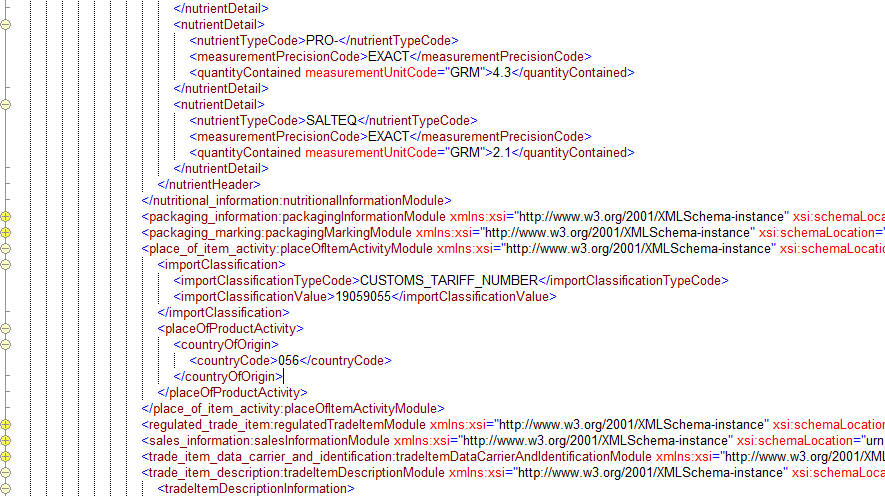 </nutrientDetail>
<nutrientDetail>
<nutrientTypeCode>PRO-</nutrientTypeCode>
<measurementPrecisionCode>EXACT</measurementPrecisionCode>
<quantityContained measurementUnitCode="GRM">4.3</quantityContained>
</nutrientDetail>
<nutrientDetail>
<nutrientTypeCode>SALTEQ</nutrientTypeCode>
<measurementPrecisionCode>EXACT</measurementPrecisionCode>
<quantityContained measurementUnitCode="GRM">2.1</quantityContained>
</nutrientDetail>
</nutrientHeader>
</nutritional_information:nutritionalInformationModule>
<packaging_information:packagingInformationModule xmlns:xsi="http://www.w3.org/2001/XMLSchema-instance" xsi:schemaLoca
<packaging_marking:packagingMarkingModule xmlns:xsi="http://www.w3.org/2001/XMLSchema-instance" xsi:schemaLocation="
<place_of_item_activity:placeOfItemActivityModule xmlns:xsi="http://www.w3.org/2001/XMLSchema-instance" xsi:schemaLocation
<importClassification>
<importClassificationTypeCode>CUSTOMS_TARIFF_NUMBER</importClassificationTypeCode>
<importClassificationValue>19059055</importClassificationValue>
</importClassification>
<placeOfProductActivity>
<countryOfOrigin>
<countryCode>056</countryCode>
</countryOfOrigin>
</placeOfProductActivity>
</place_of_item_activity:placeOfItemActivityModule>
<regulated_trade_item:regulatedTradeItemModule xmlns:xsi="http://www.w3.org/2001/XMLSchema-instance" xsi:schemaLocation
<sales_information:salesInformationModule xmlns:xsi="http://www.w3.org/2001/XMLSchema-instance" xsi:schemaLocation="urn
<trade_item_data_carrier_and_identification:tradeItemDataCarrierAndIdentificationModule xmlns:xsi="http://www.w3.org/2001/XM
<trade_item_description:tradeItemDescriptionModule xmlns:xsi="http://www.w3.org/2001/XMLSchema-instance" xsi:schemaLoca
<tradeItemDescriptionInformation>